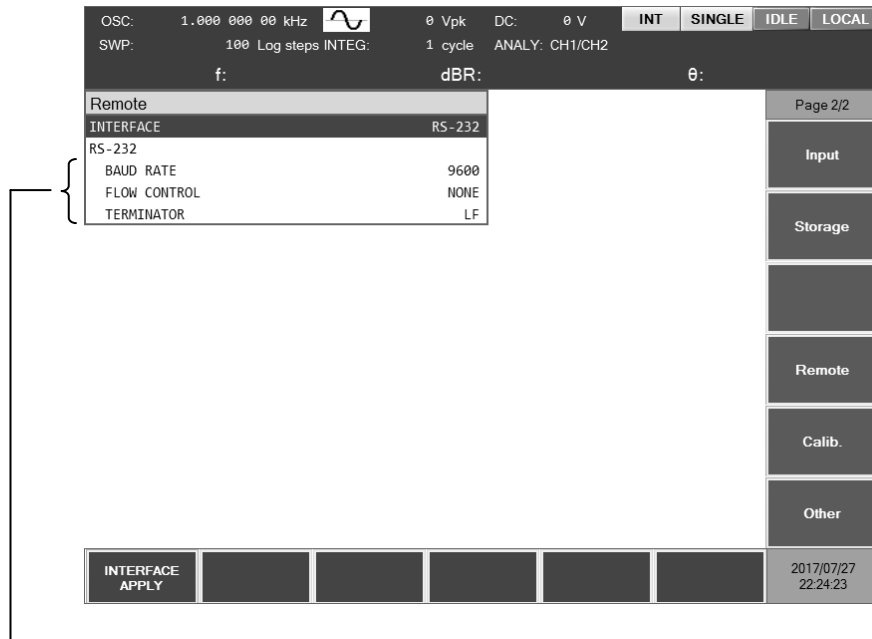 OSC: 1.000 000 00 kHz 0 Vpk DC: 0 V INT SINGLE IDLE LOCAL
SWP: 100 Log steps INTEG: 1 cycle ANALY: CH1/CH2
f: dBR: θ:
Remote
INTERFACE RS-232
RS-232
BAUD RATE 9600
FLOW CONTROL NONE
TERMINATOR LF
Page 2/2
Input
Storage
Remote
Calib.
Other
INTERFACE
APPLY
2017/07/27
22:24:23